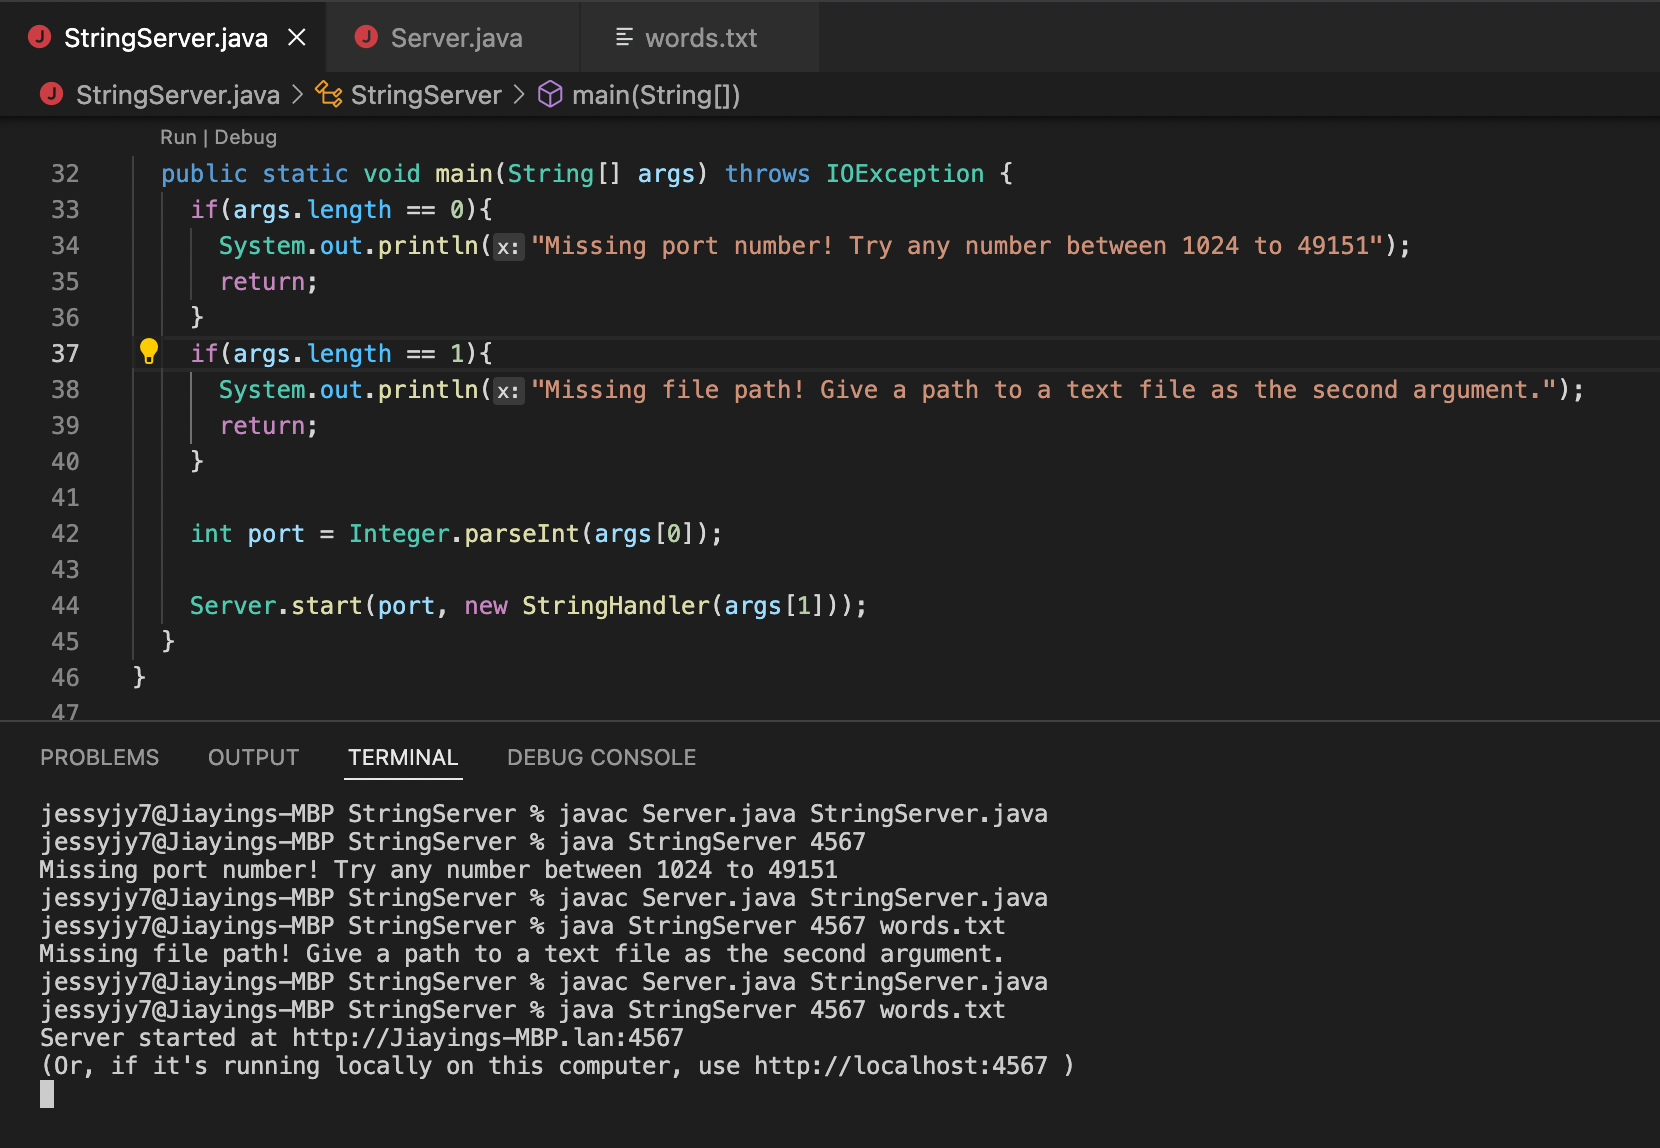 StringServer.java Server.java words.txt
StringServer.java > StringServer > main(String[])
Run | Debug
32 public static void main(String[] args) throws IOException {
33 if(args.length == 0){
34 System.out.println(x:"Missing port number! Try any number between 1024 to 49151");
35 return;
36 }
37 if(args.length == 1){
38 System.out.println(x:"Missing file path! Give a path to a text file as the second argument.");
39 return;
40 }
41
42 int port = Integer.parseInt(args[0]);
43
44 Server.start(port, new StringHandler(args[1]));
45 }
46 }
47
PROBLEMS OUTPUT TERMINAL DEBUG CONSOLE
jessyjy7@Jiayings-MBP StringServer % javac Server.java StringServer.java
jessyjy7@Jiayings-MBP StringServer % java StringServer 4567
Missing port number! Try any number between 1024 to 49151
jessyjy7@Jiayings-MBP StringServer % javac Server.java StringServer.java
jessyjy7@Jiayings-MBP StringServer % java StringServer 4567 words.txt
Missing file path! Give a path to a text file as the second argument.
jessyjy7@Jiayings-MBP StringServer % javac Server.java StringServer.java
jessyjy7@Jiayings-MBP StringServer % java StringServer 4567 words.txt
Server started at http://Jiayings-MBP.lan:4567
(Or, if it's running locally on this computer, use http://localhost:4567 )